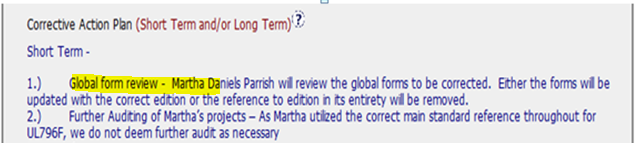 Corrective Action Plan (Short Term and/or Long Term)?
Short Term -
1.) Global form review - Martha Daniels Parrish will review the global forms to be corrected. Either the forms will be
updated with the correct edition or the reference to edition in its entirety will be removed.
2.) Further Auditing of Martha's projects – As Martha utilized the correct main standard reference throughout for
UL796F, we do not deem further audit as necessary